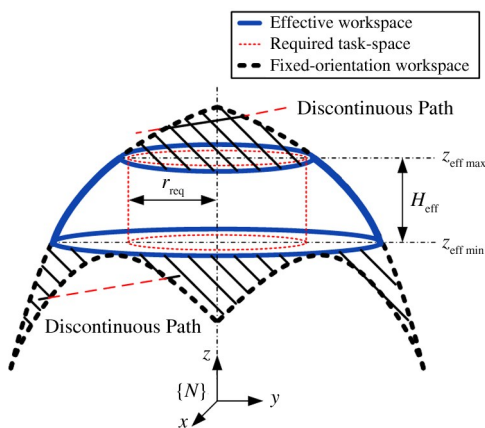 Effective workspace
Required task-space
Fixed-orientation workspace
Discontinuous Path
z_eff max
r_req
H_eff
z_eff min
Discontinuous Path
z
{N}
y
x